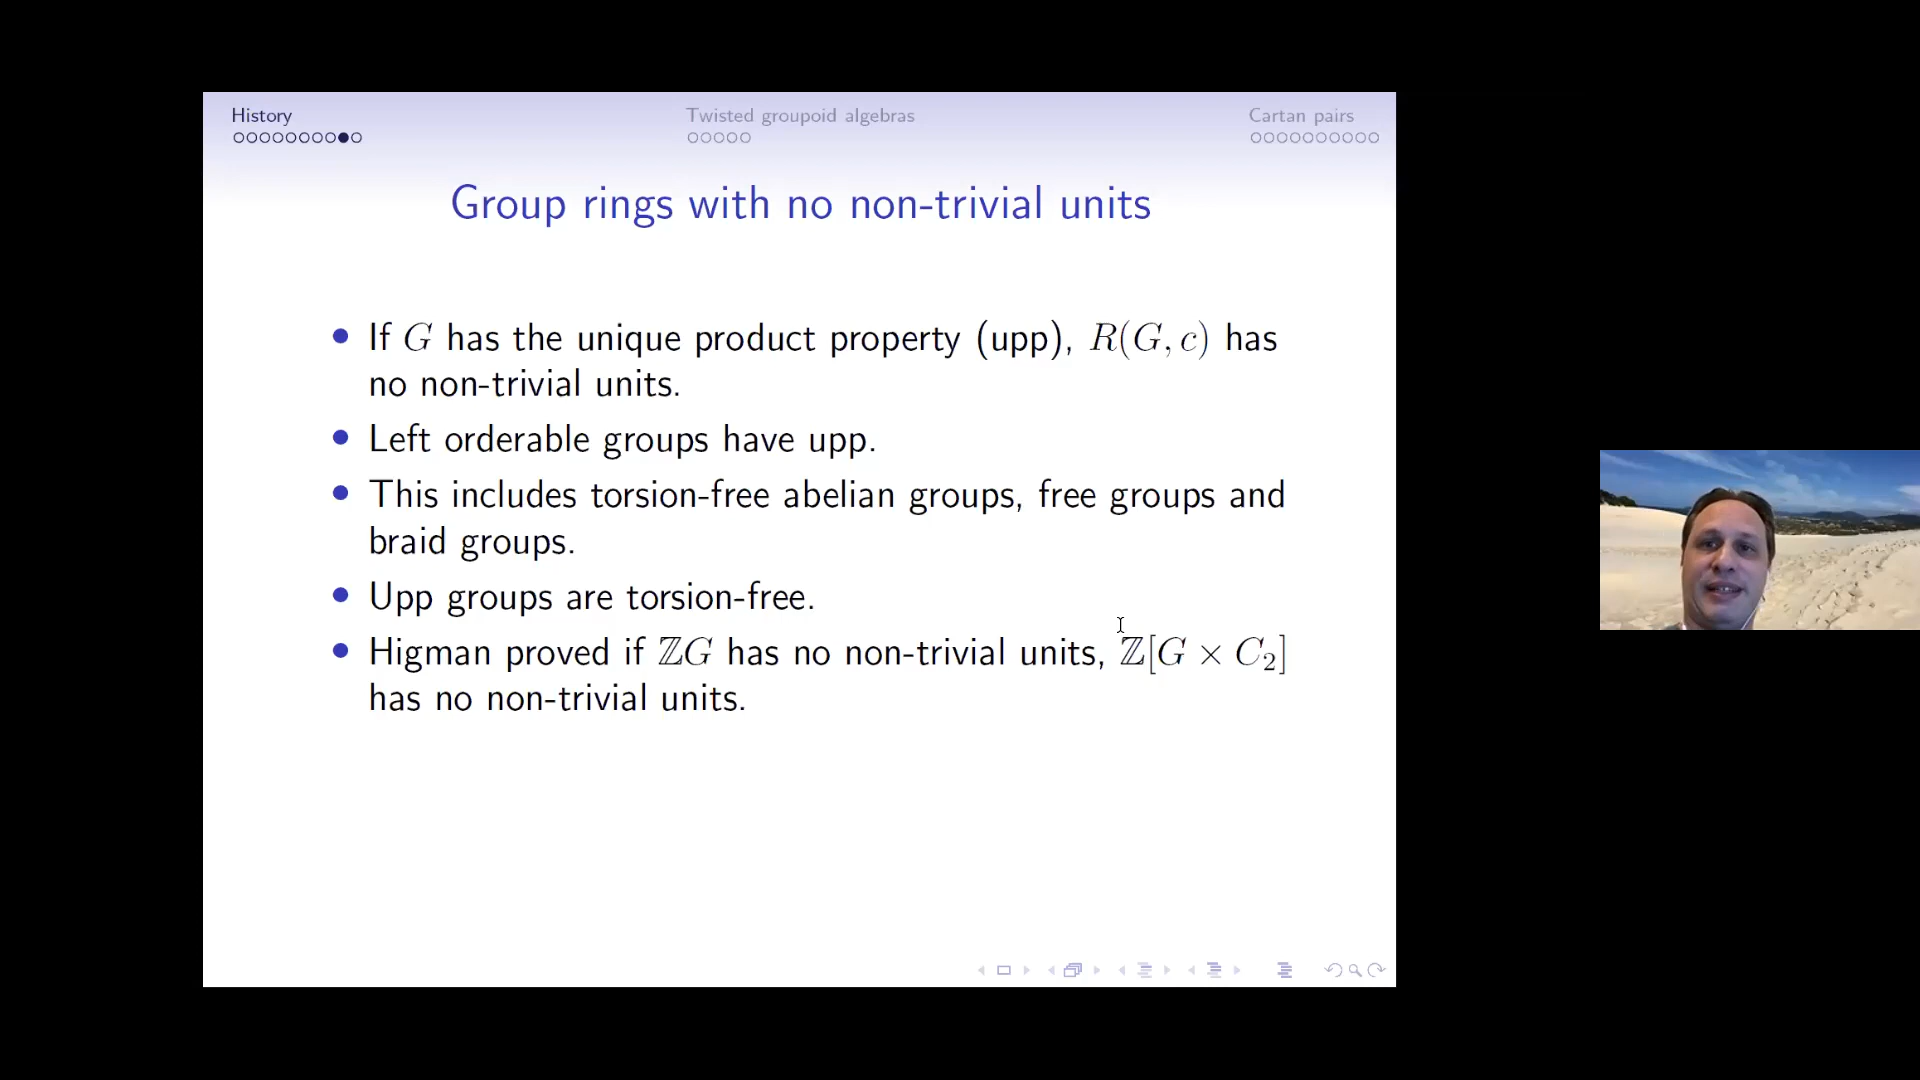 History
Twisted groupoid algebras
Cartan pairs
Group rings with no non-trivial units
If G has the unique product property (upp), R(G, c) has
no non-trivial units.
Left orderable groups have upp.
This includes torsion-free abelian groups, free groups and
braid groups.
Upp groups are torsion-free.
Higman proved if ℤG has no non-trivial units, ℤ[G × C₂]
has no non-trivial units.